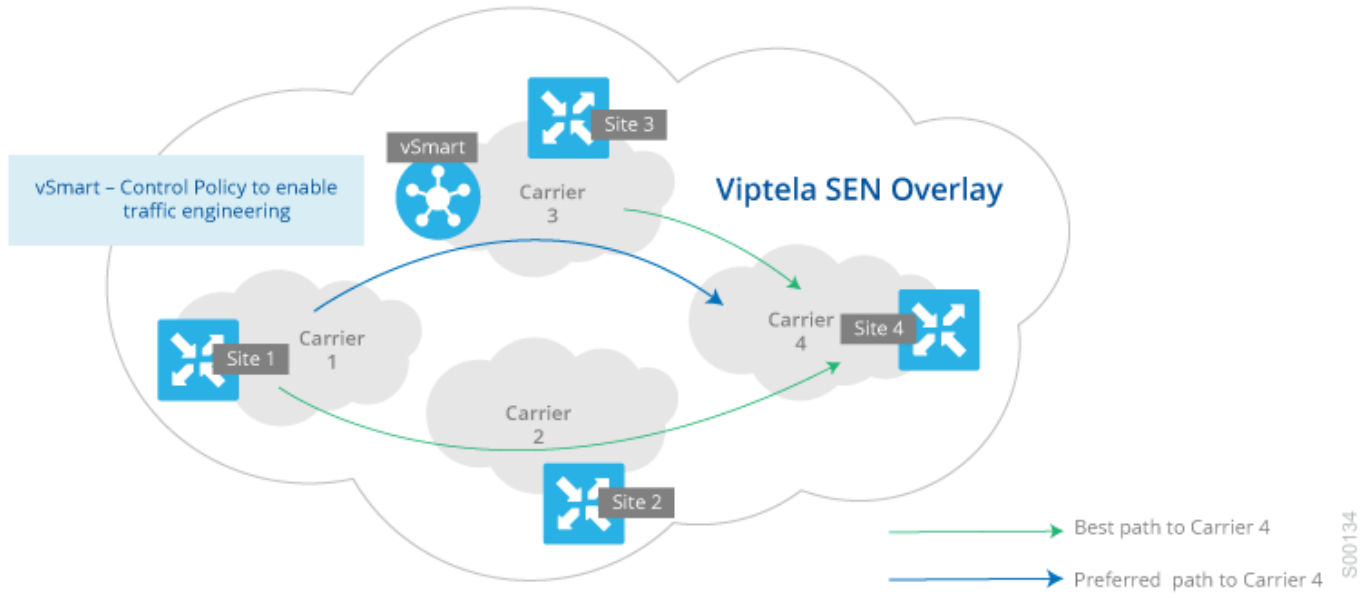 Site 3
vSmart
vSmart – Control Policy to enable
traffic engineering
Carrier
3
Viptela SEN Overlay
Carrier
1
Site 1
Carrier
4
Site 4
Carrier
2
Site 2
Best path to Carrier 4
Preferred path to Carrier 4
S00134